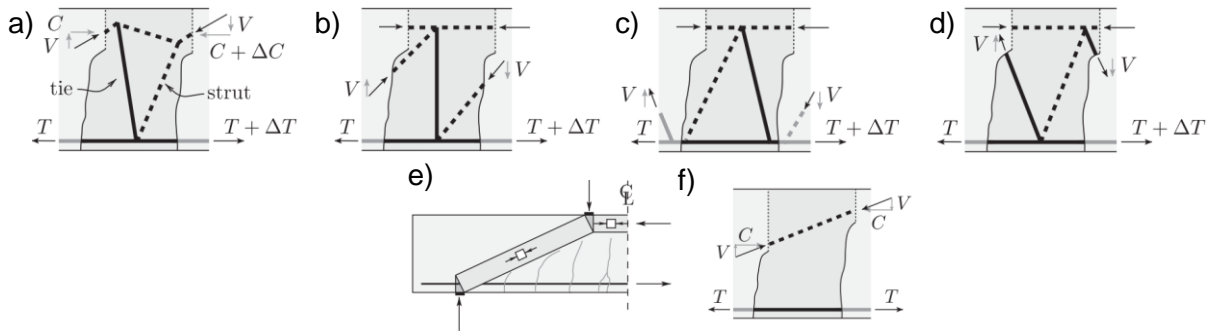 a)
C
V
V
C + ΔC
tie
strut
T
T + ΔT
b)
V
V
T
T + ΔT
c)
V
V
T
T + ΔT
d)
V
V
T
T + ΔT
e)
℄
f)
V
C
C
V
T
T